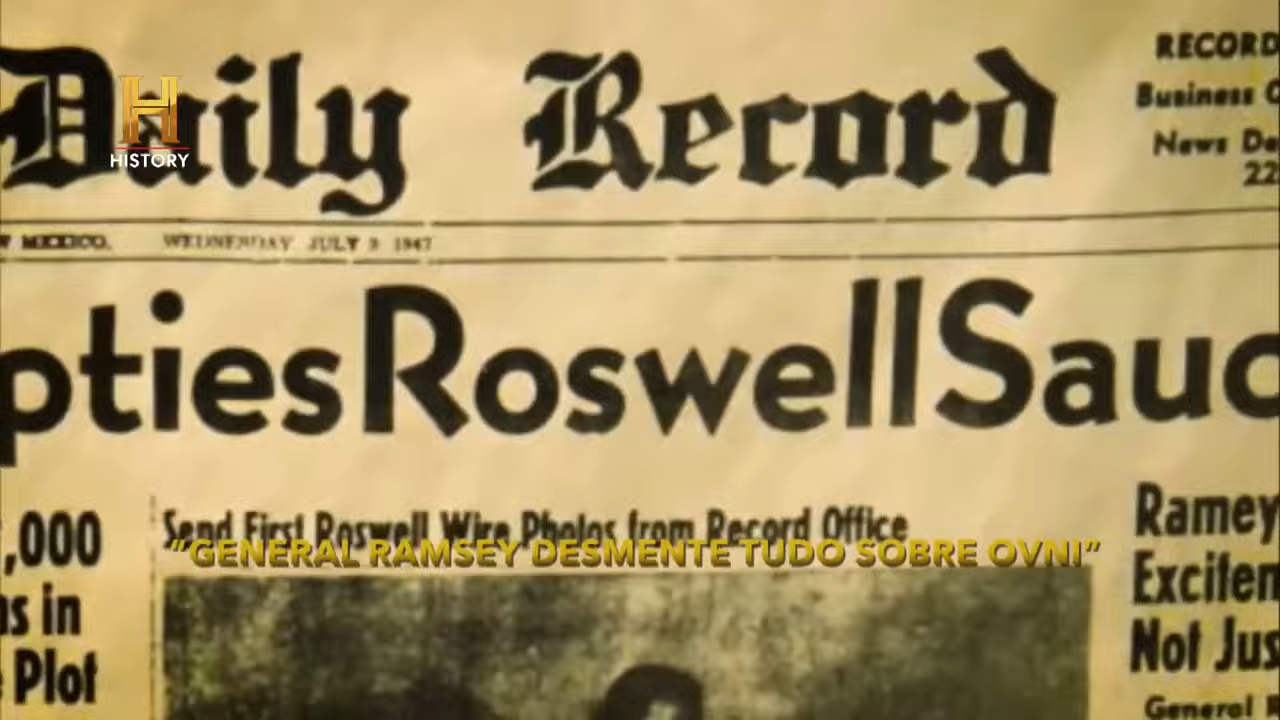 Daily Record
RECORD
Business
News De
22
H
HISTORY
W MEXICO,
WEDNESDAY JULY 9 1947
pties Roswell Sauc
,000
as in
Plot
Send First Roswell Wire Photos from Record Office
“GENERAL RAMSEY DESMENTE TUDO SOBRE OVNI”
Ramey
Excitem
Not Jus
General R